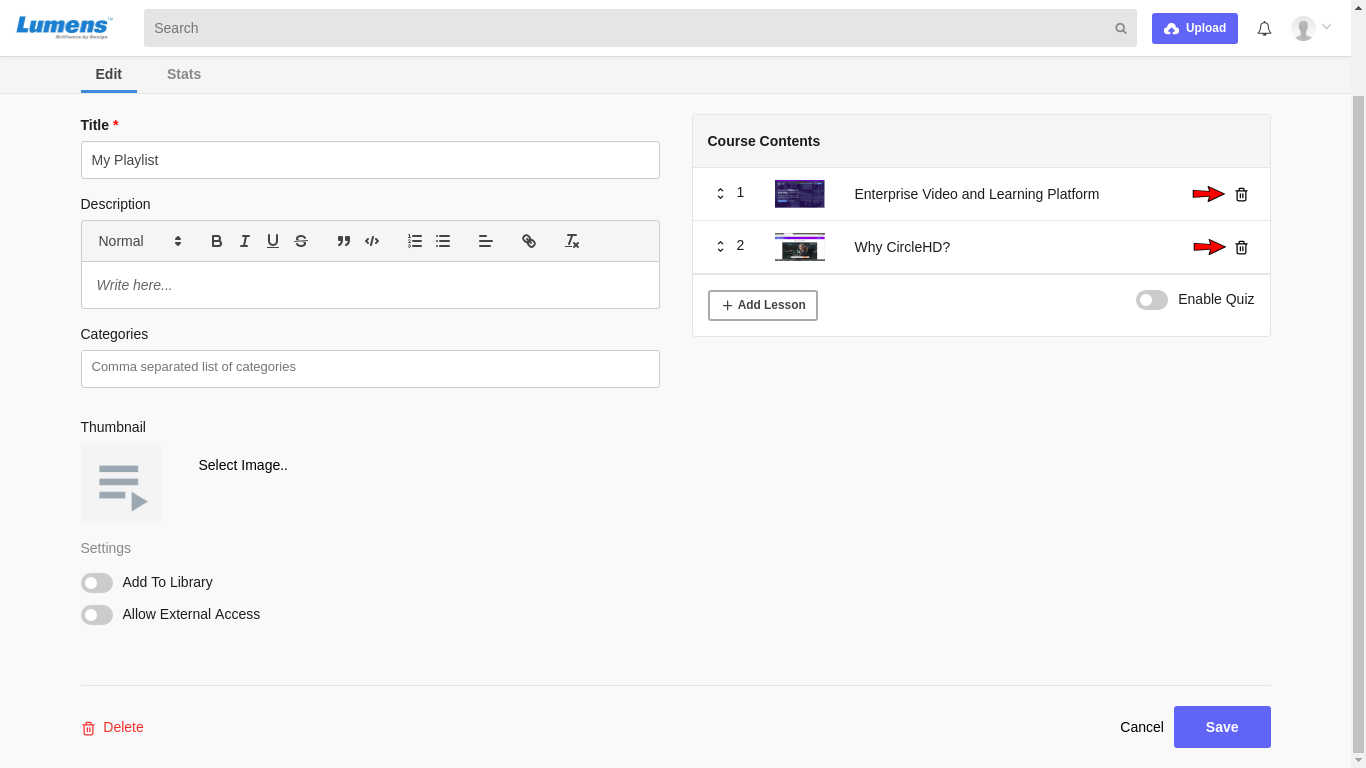 Lumens™
Brilliance by Design
Search
Upload
Edit
Stats
Title *
My Playlist
Description
Normal
Write here...
Categories
Comma separated list of categories
Thumbnail
Select Image..
Settings
Add To Library
Allow External Access
Course Contents
1 Enterprise Video and Learning Platform
2 Why CircleHD?
Add Lesson
Enable Quiz
Delete
Cancel
Save